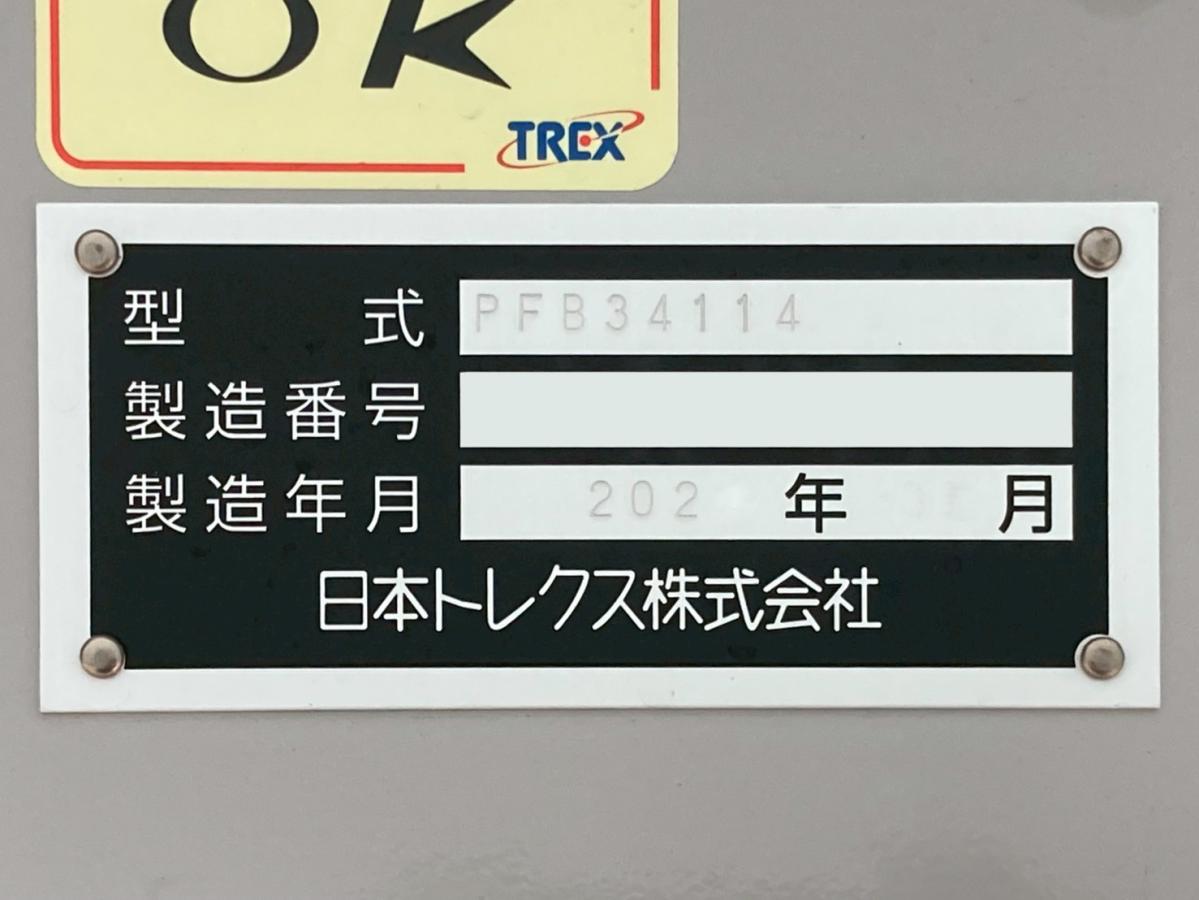 OK
TREX
型式 PFB34114
製造番号
製造年月 202 年 月
日本トレクス株式会社